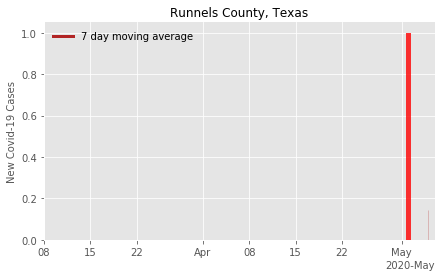 Runnels County, Texas
7 day moving average
New Covid-19 Cases
1.0
0.8
0.6
0.4
0.2
0.0
08 15 22 Apr 08 15 22 May
2020-May